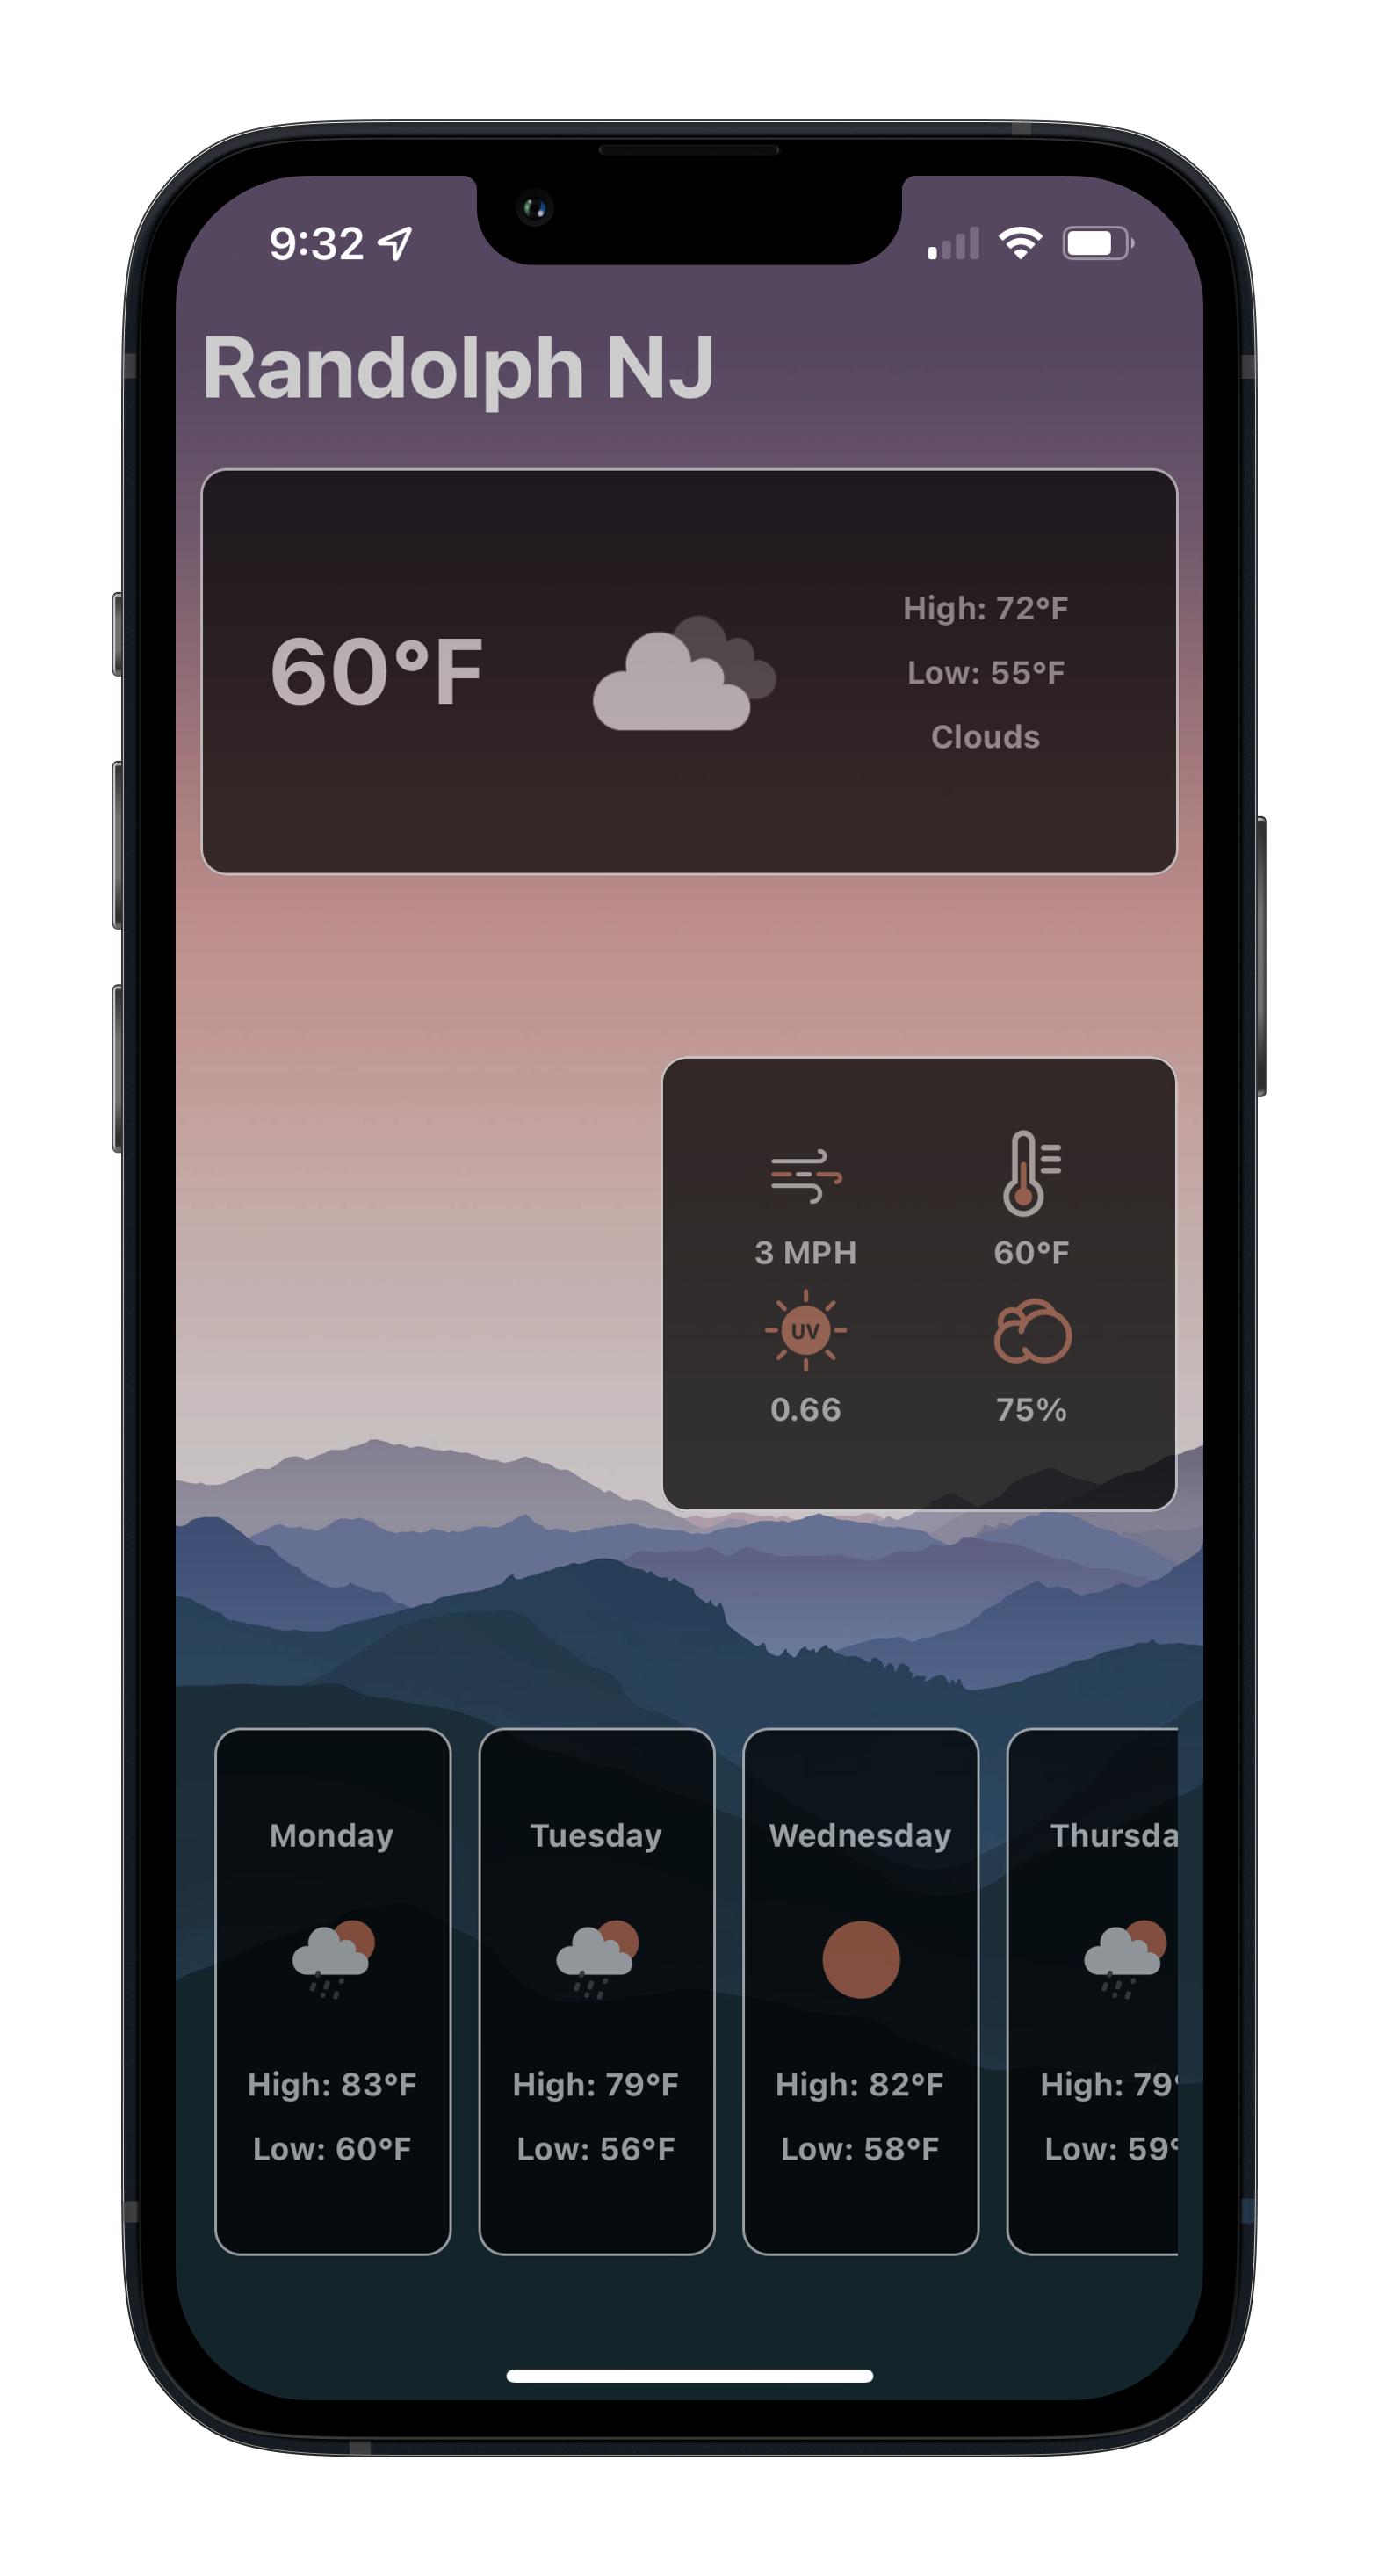 9:32
Randolph NJ
60°F
High: 72°F
Low: 55°F
Clouds
3 MPH
60°F
UV
0.66
75%
Monday
High: 83°F
Low: 60°F
Tuesday
High: 79°F
Low: 56°F
Wednesday
High: 82°F
Low: 58°F
Thursda
High: 79°
Low: 59°